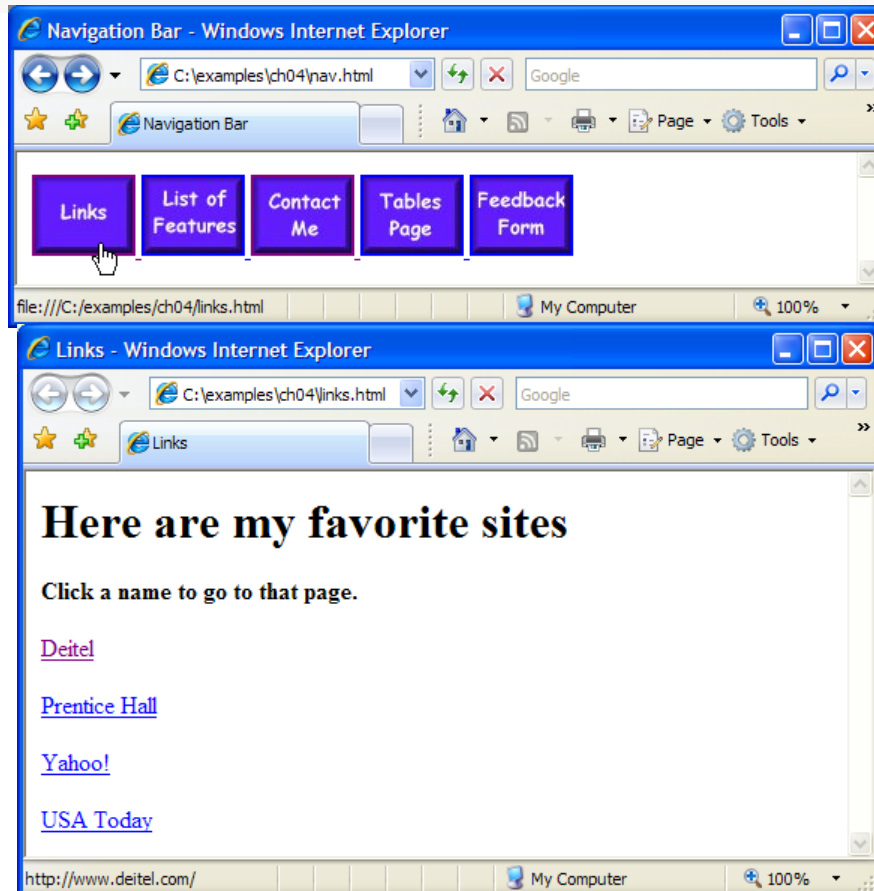 Navigation Bar - Windows Internet Explorer
C:\examples\ch04\nav.html Google
Navigation Bar Page Tools »
Links List of Features Contact Me Tables Page Feedback Form
file:///C:/examples/ch04/links.html My Computer 100%
Links - Windows Internet Explorer
C:\examples\ch04\links.html Google
Links Page Tools »
Here are my favorite sites
Click a name to go to that page.
Deitel
Prentice Hall
Yahoo!
USA Today
http://www.deitel.com/ My Computer 100%